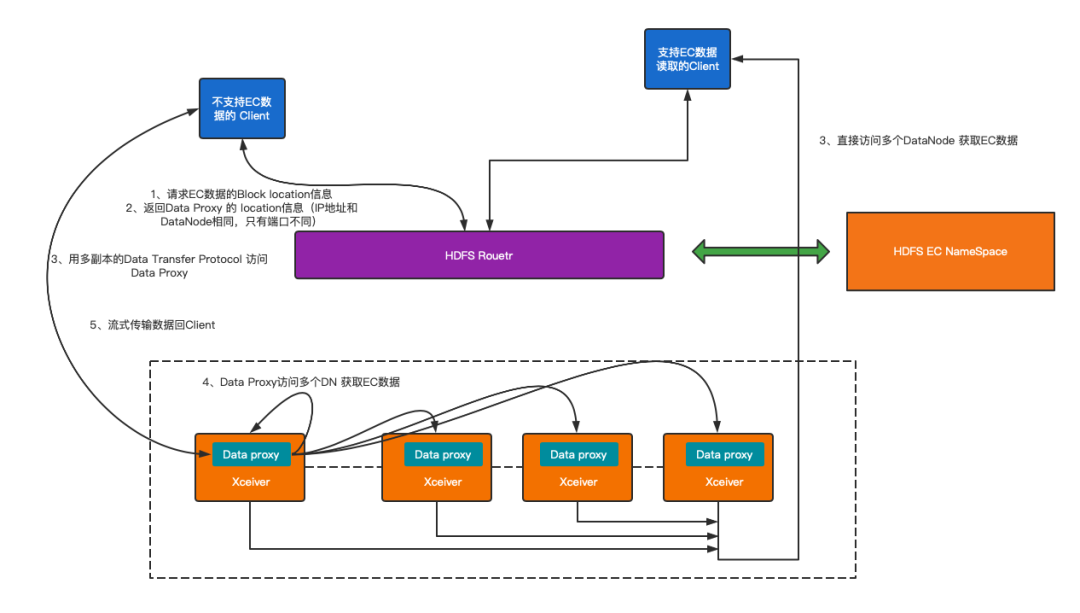 支持EC数据
读取的Client
不支持EC数
据的 Client
3、直接访问多个DataNode 获取EC数据
1、请求EC数据的Block location信息
2、返回Data Proxy 的 location信息（IP地址和
DataNode相同，只有端口不同）
HDFS Rouetr
HDFS EC NameSpace
3、用多副本的Data Transfer Protocol 访问
Data Proxy
5、流式传输数据回Client
4、Data Proxy访问多个DN 获取EC数据
Data proxy
Xceiver
Data proxy
Xceiver
Data proxy
Xceiver
Data proxy
Xceiver